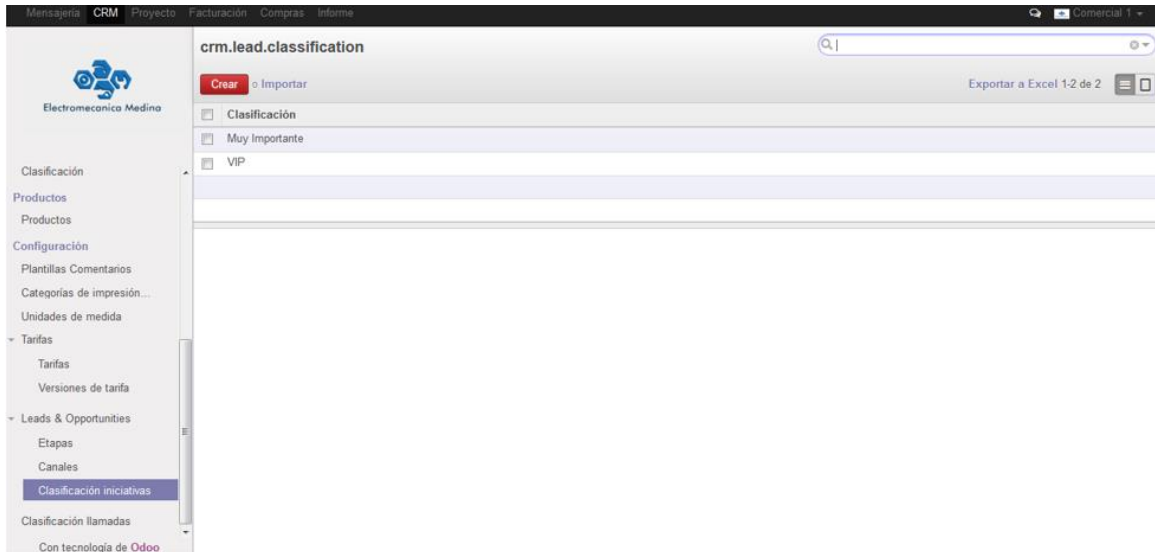 Mensajería CRM Proyecto Facturación Compras Informe Comercial 1
Electromecanica Medina
crm.lead.classification
Crear o Importar Exportar a Excel 1-2 de 2
Clasificación
Muy Importante
VIP
Clasificación
Productos
Productos
Configuración
Plantillas Comentarios
Categorías de impresión...
Unidades de medida
Tarifas
Tarifas
Versiones de tarifa
Leads & Opportunities
Etapas
Canales
Clasificación iniciativas
Clasificación llamadas
Con tecnología de Odoo